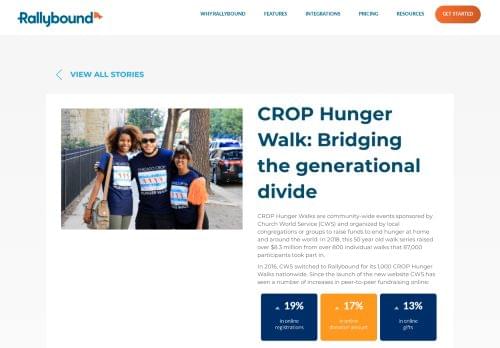 Rallybound
WHY RALLYBOUND
FEATURES
INTEGRATIONS
PRICING
RESOURCES
GET STARTED
VIEW ALL STORIES
CROP Hunger
Walk: Bridging
the generational
divide
CROP Hunger Walks are community-wide events sponsored by
Church World Service (CWS) and organized by local
congregations or groups to raise funds to end hunger at home
and around the world. In 2018, this 50 year old walk series raised
over $8.3 million from over 800 individual walks that 87,000
participants took part in.
In 2016, CWS switched to Rallybound for its 1,000 CROP Hunger
Walks nationwide. Since the launch of the new website CWS has
seen a number of increases in peer-to-peer fundraising online:
19%
in online
registrations
17%
in online
donation amount
13%
in online
gifts